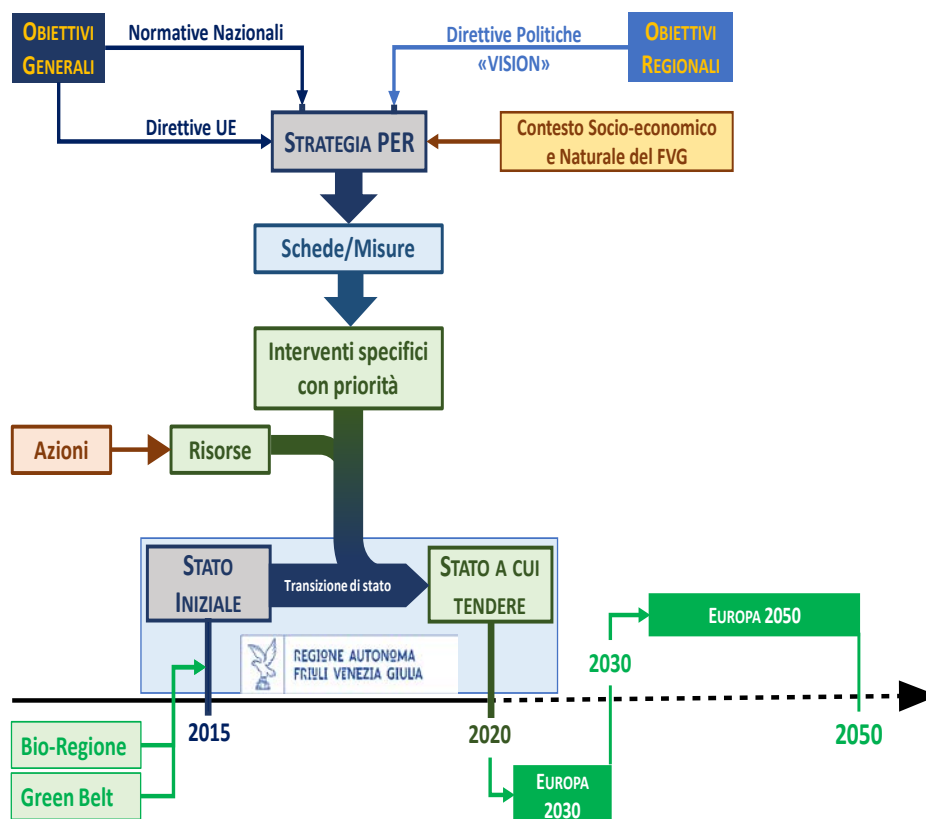 OBIETTIVI
GENERALI
Normative Nazionali
Direttive Politiche
«VISION»
OBIETTIVI
REGIONALI
Direttive UE
STRATEGIA PER
Contesto Socio-economico
e Naturale del FVG
Schede/Misure
Interventi specifici
con priorità
Azioni
Risorse
STATO
INIZIALE
Transizione di stato
STATO A CUI
TENDERE
REGIONE AUTONOMA
FRIULI VENEZIA GIULIA
EUROPA 2050
2030
2015
2020
2050
Bio-Regione
Green Belt
EUROPA
2030